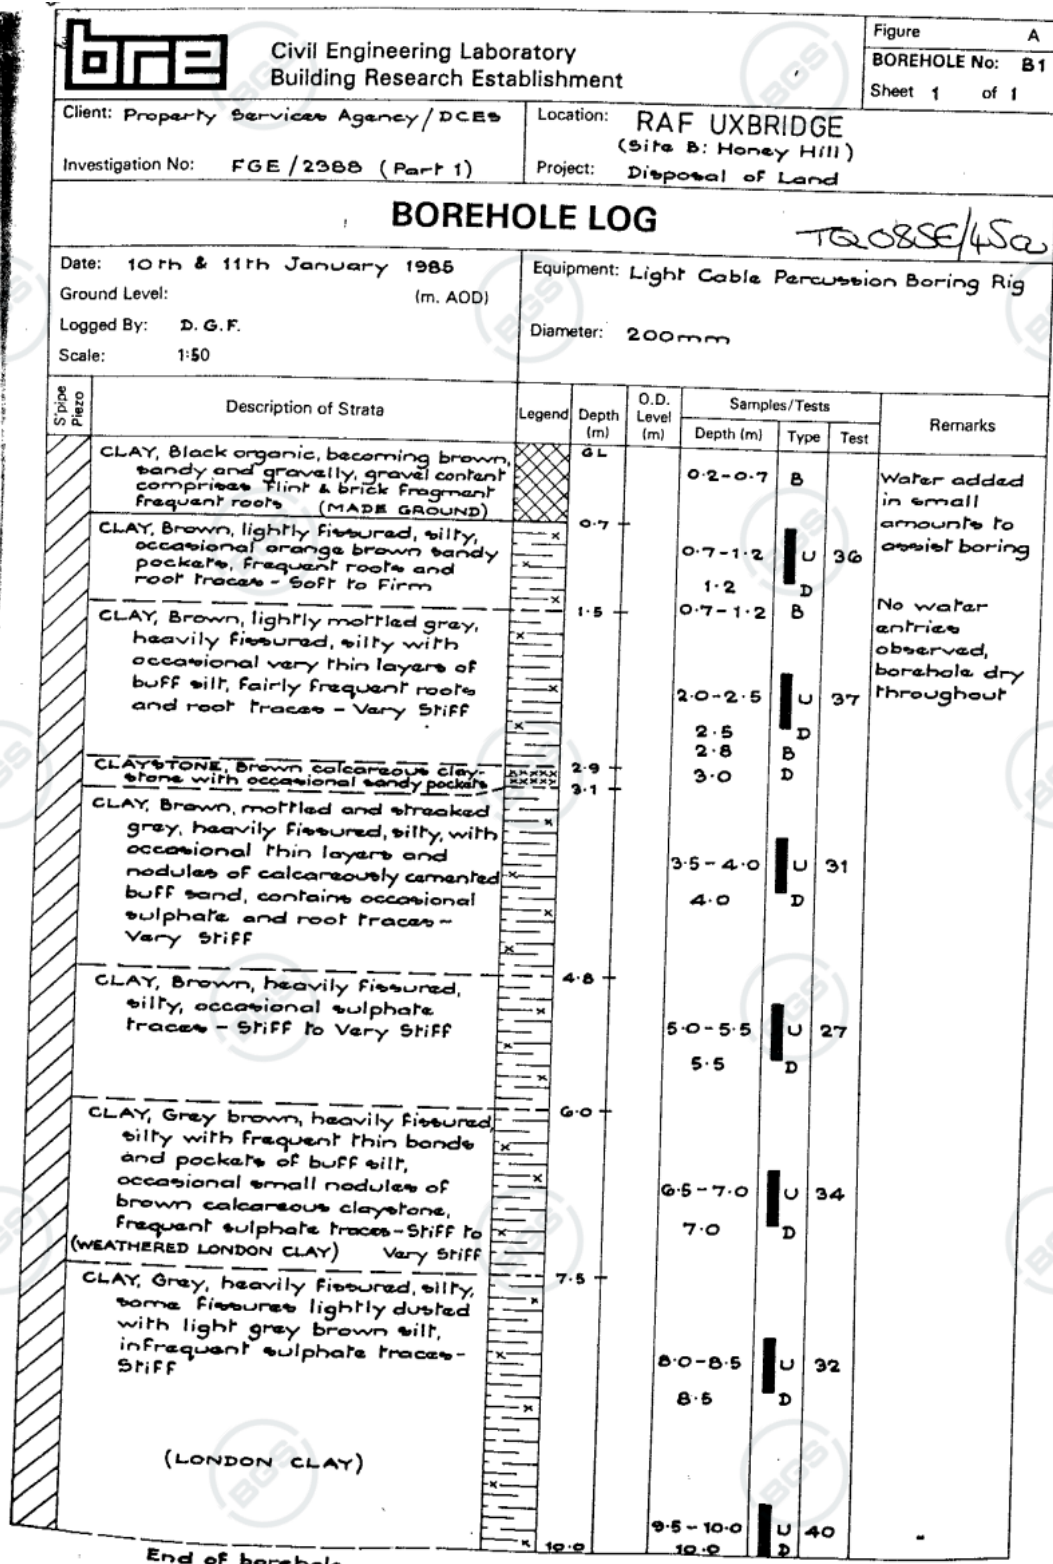 bre
Civil Engineering Laboratory
Building Research Establishment
Figure A
BOREHOLE No: B1
Sheet 1 of 1
Client: Property Services Agency/DCES
Investigation No: FGE/2388 (Part 1)
Location: RAF UXBRIDGE
(Site B: Honey Hill)
Project: Disposal of Land
BOREHOLE LOG
TQ08SE/45a
Date: 10th & 11th January 1985
Ground Level: (m. AOD)
Logged By: D.G.F.
Scale: 1:50
Equipment: Light Cable Percussion Boring Rig
Diameter: 200mm
S'pipe Piezo
Description of Strata
Legend
Depth (m)
O.D. Level (m)
Samples/Tests
Depth (m) Type Test
Remarks
CLAY, Black organic, becoming brown,
sandy and gravelly, gravel content
comprises flint & brick fragment
frequent roots (MADE GROUND)
GL
0.2-0.7 B
0.7
CLAY, Brown, lightly fissured, silty,
occasional orange brown sandy
pockets, frequent roots and
root traces - Soft to Firm
0.7-1.2 U 36
1.2 D
1.5
0.7-1.2 B
CLAY, Brown, lightly mottled grey,
heavily fissured, silty with
occasional very thin layers of
buff silt, fairly frequent roots
and root traces - Very Stiff
2.0-2.5 U 37
2.5 D
2.8 B
2.9
3.0 D
CLAYSTONE, Brown calcareous clay-
stone with occasional sandy pockets
3.1
CLAY, Brown, mottled and streaked
grey, heavily fissured, silty, with
occasional thin layers and
nodules of calcareously cemented
buff sand, contains occasional
sulphate and root traces-
Very Stiff
3.5-4.0 U 31
4.0 D
4.8
CLAY, Brown, heavily fissured,
silty, occasional sulphate
traces - Stiff to Very Stiff
5.0-5.5 U 27
5.5 D
6.0
CLAY, Grey brown, heavily fissured,
silty with frequent thin bands
and pockets of buff silt,
occasional small nodules of
brown calcareous claystone,
frequent sulphate traces-Stiff to
(WEATHERED LONDON CLAY) Very Stiff
6.5-7.0 U 34
7.0 D
7.5
CLAY, Grey, heavily fissured, silty,
some fissures lightly dusted
with light grey brown silt,
infrequent sulphate traces-
Stiff
8.0-8.5 U 32
8.5 D
(LONDON CLAY)
9.5-10.0 U 40
10.0 10.0 D
End of borehole
Water added
in small
amounts to
assist boring
No water
entries
observed,
borehole dry
throughout
BGS